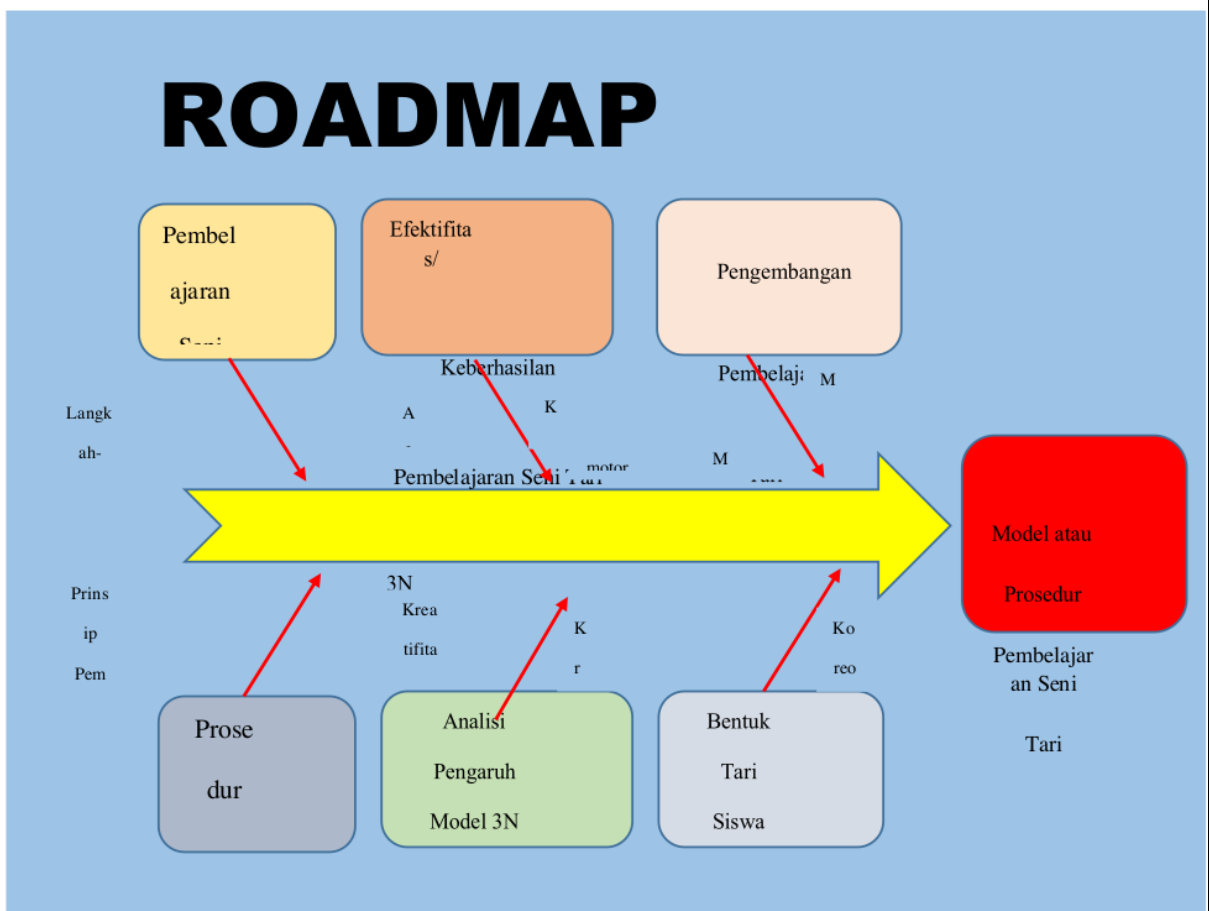 ROADMAP
Pembel
ajaran
Efektifita
s/
Pengembangan
Keberhasilan
Pembelaja
M
Langk
ah-
A
K
M
Pembelajaran Seni Tari
motor
Model atau
Prosedur
Pembelajar
an Seni
Tari
3N
Krea
tifita
K
r
Ko
reo
Prins
ip
Pem
Prose
dur
Analisi
Pengaruh
Model 3N
Bentuk
Tari
Siswa